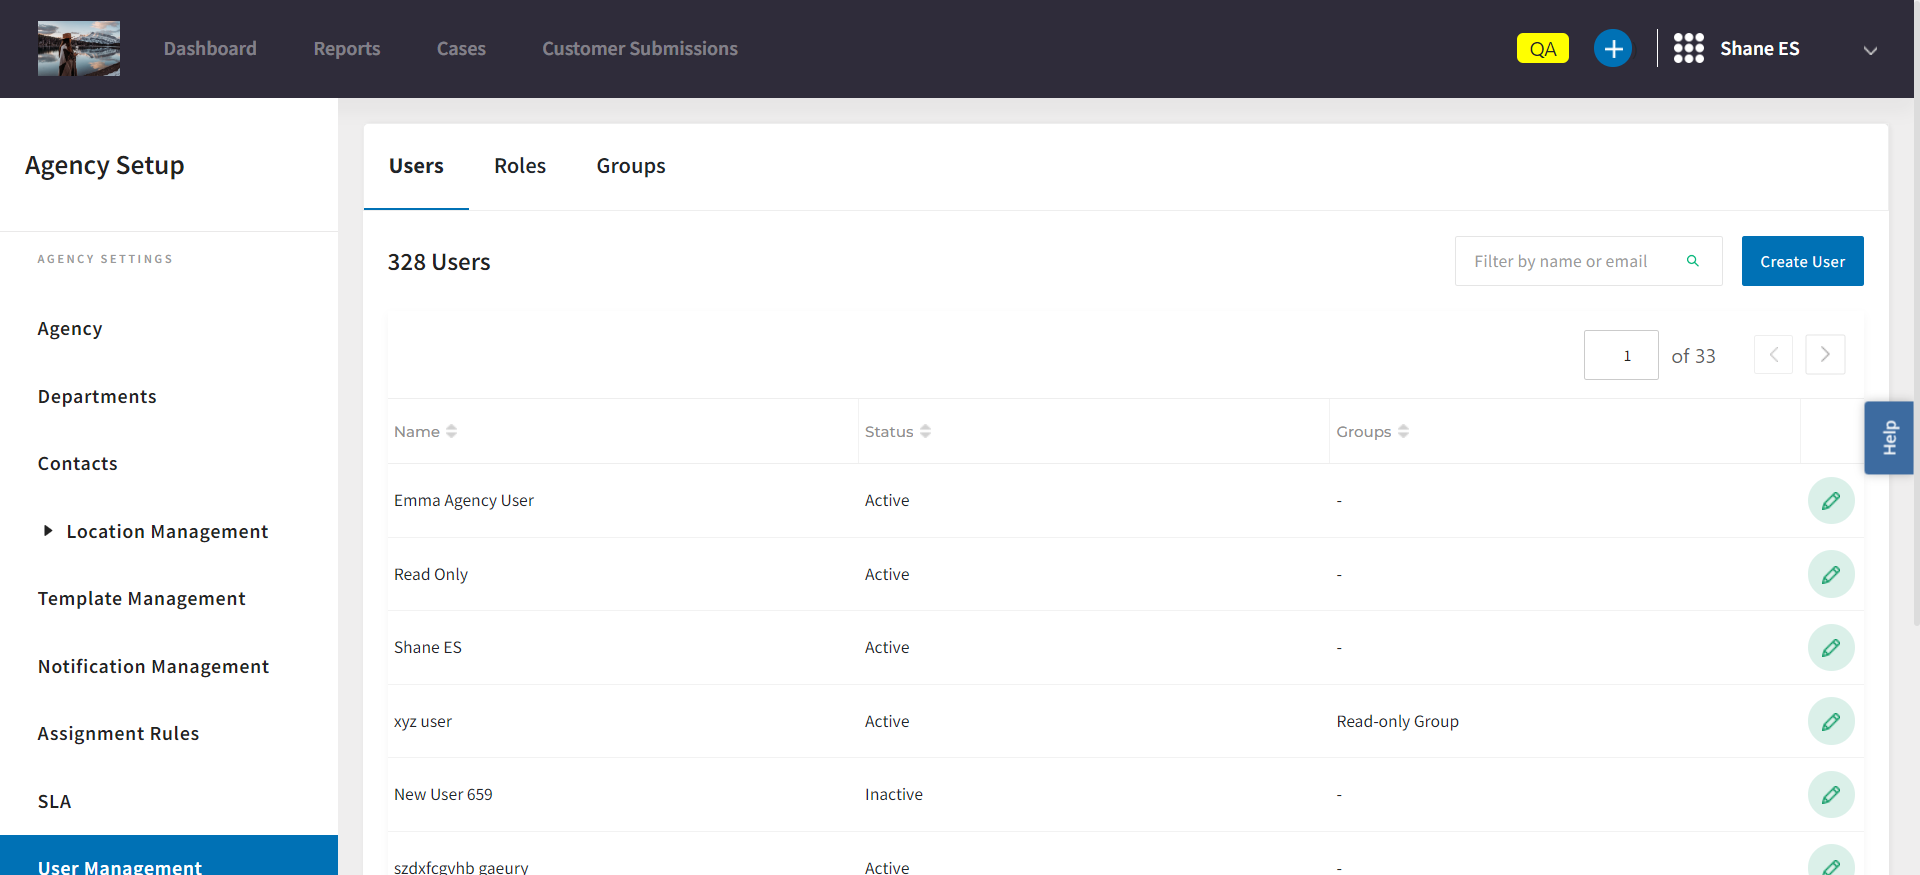 Dashboard Reports Cases Customer Submissions QA Shane ES
Agency Setup
AGENCY SETTINGS
Agency
Departments
Contacts
Location Management
Template Management
Notification Management
Assignment Rules
SLA
User Management
Users Roles Groups
328 Users Filter by name or email Create User
1 of 33
Name Status Groups
Emma Agency User Active -
Read Only Active -
Shane ES Active -
xyz user Active Read-only Group
New User 659 Inactive -
szdxfcgvhb gaeury Active -
Help